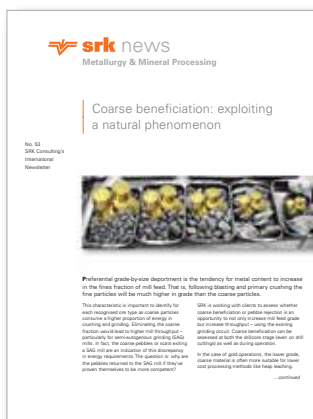 srk news
Metallurgy & Mineral Processing
Coarse beneficiation: exploiting
a natural phenomenon
No. 53
SRK Consulting's
International
Newsletter
Preferential grade-by-size department is the tendency for metal content to increase
in the fines fraction of mill feed. That is, following blasting and primary crushing the
fine particles will be much higher in grade than the coarse particles.
This characteristic is important to identify for
each recognised ore type as coarse particles
consume a higher proportion of energy in
crushing and grinding. Eliminating the coarse
fraction would lead to higher mill throughput –
particularly for semi-autogenous grinding (SAG)
mills. In fact, the coarse pebbles or scats exiting
a SAG mill are an indication of this discrepancy
in energy requirements. The question is: why are
the pebbles returned to the SAG mill if they've
proven themselves to be more competent?
SRK is working with clients to assess whether
coarse beneficiation or pebble rejection is an
opportunity to not only increase mill feed grade
but increase throughput – using the existing
grinding circuit. Coarse beneficiation can be
assessed at both the drillcore stage (even on drill
cuttings) as well as during operation.
In the case of gold operations, the lower grade,
coarse material is often more suitable for lower
cost processing methods like heap leaching.
...continued